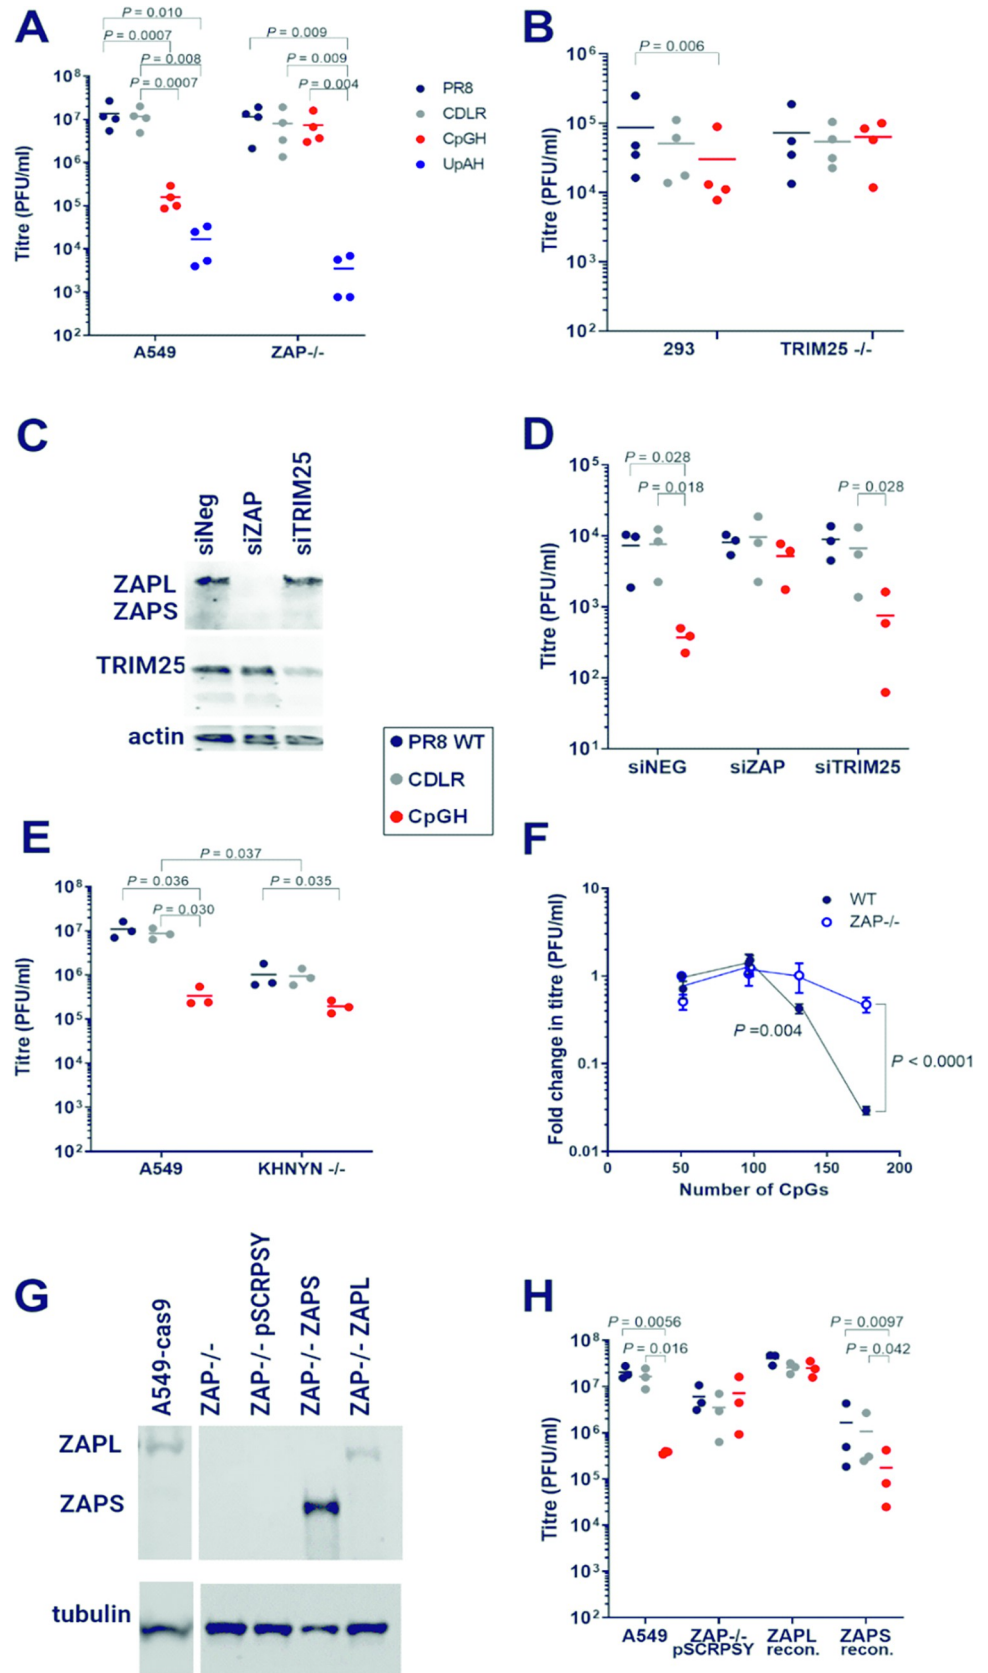 A
P = 0.010
P = 0.0007
P = 0.008
P = 0.0007
P = 0.009
P = 0.009
P = 0.004
Titre (PFU/ml)
10⁸
10⁷
10⁶
10⁵
10⁴
10³
10²
A549
ZAP-/-
PR8
CDLR
CpGH
UpAH
B
P = 0.006
Titre (PFU/ml)
10⁶
10⁵
10⁴
10³
10²
293
TRIM25 -/-
C
siNeg
siZAP
siTRIM25
ZAPL
ZAPS
TRIM25
actin
PR8 WT
CDLR
CpGH
D
P = 0.028
P = 0.018
P = 0.028
Titre (PFU/ml)
10⁵
10⁴
10³
10²
10¹
siNEG
siZAP
siTRIM25
E
P = 0.037
P = 0.036
P = 0.035
P = 0.030
Titre (PFU/ml)
10⁸
10⁷
10⁶
10⁵
10⁴
10³
10²
A549
KHNYN -/-
F
WT
ZAP-/-
Fold change in titre (PFU/ml)
10
1
0.1
0.01
P =0.004
P < 0.0001
0
50
100
150
200
Number of CpGs
G
A549-cas9
ZAP-/-
ZAP-/- pSCRPSY
ZAP-/- ZAPS
ZAP-/- ZAPL
ZAPL
ZAPS
tubulin
H
P = 0.0056
P = 0.016
P = 0.0097
P = 0.042
Titre (PFU/ml)
10⁸
10⁷
10⁶
10⁵
10⁴
10³
10²
A549
ZAP-/-
pSCRPSY
ZAPL
recon.
ZAPS
recon.